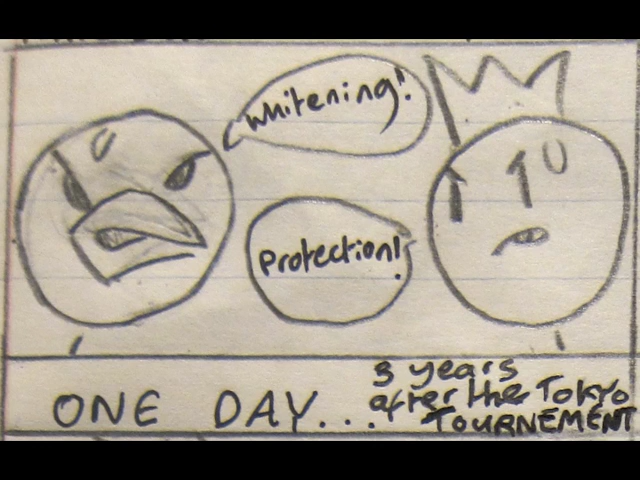 Whitening!
Protection!
ONE DAY...
3 years
after the Tokyo
TOURNEMENT